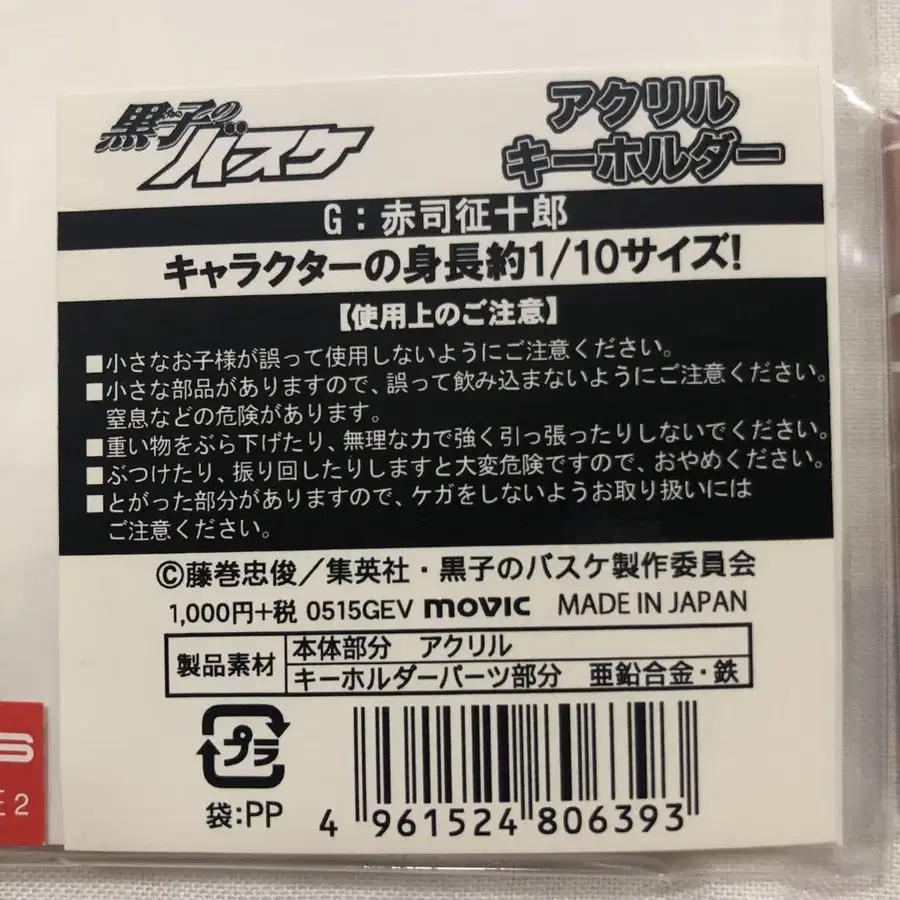 黒子の
バスケ
アクリル
キーホルダー
G：赤司征十郎
キャラクターの身長約1/10サイズ!
【使用上のご注意】
■小さなお子様が誤って使用しないようにご注意ください。
■小さな部品がありますので、誤って飲み込まないようにご注意ください。
窒息などの危険があります。
■重い物をぶら下げたり、無理な力で強く引っ張ったりしないでください。
■ぶつけたり、振り回したりしますと大変危険ですので、おやめください。
■とがった部分がありますので、ケガをしないようお取り扱いには
ご注意ください。
©藤巻忠俊／集英社・黒子のバスケ製作委員会
1,000円+税 0515GEV movic MADE IN JAPAN
製品素材
本体部分 アクリル
キーホルダーパーツ部分 亜鉛合金・鉄
プラ
袋:PP
4 961524 806393
2